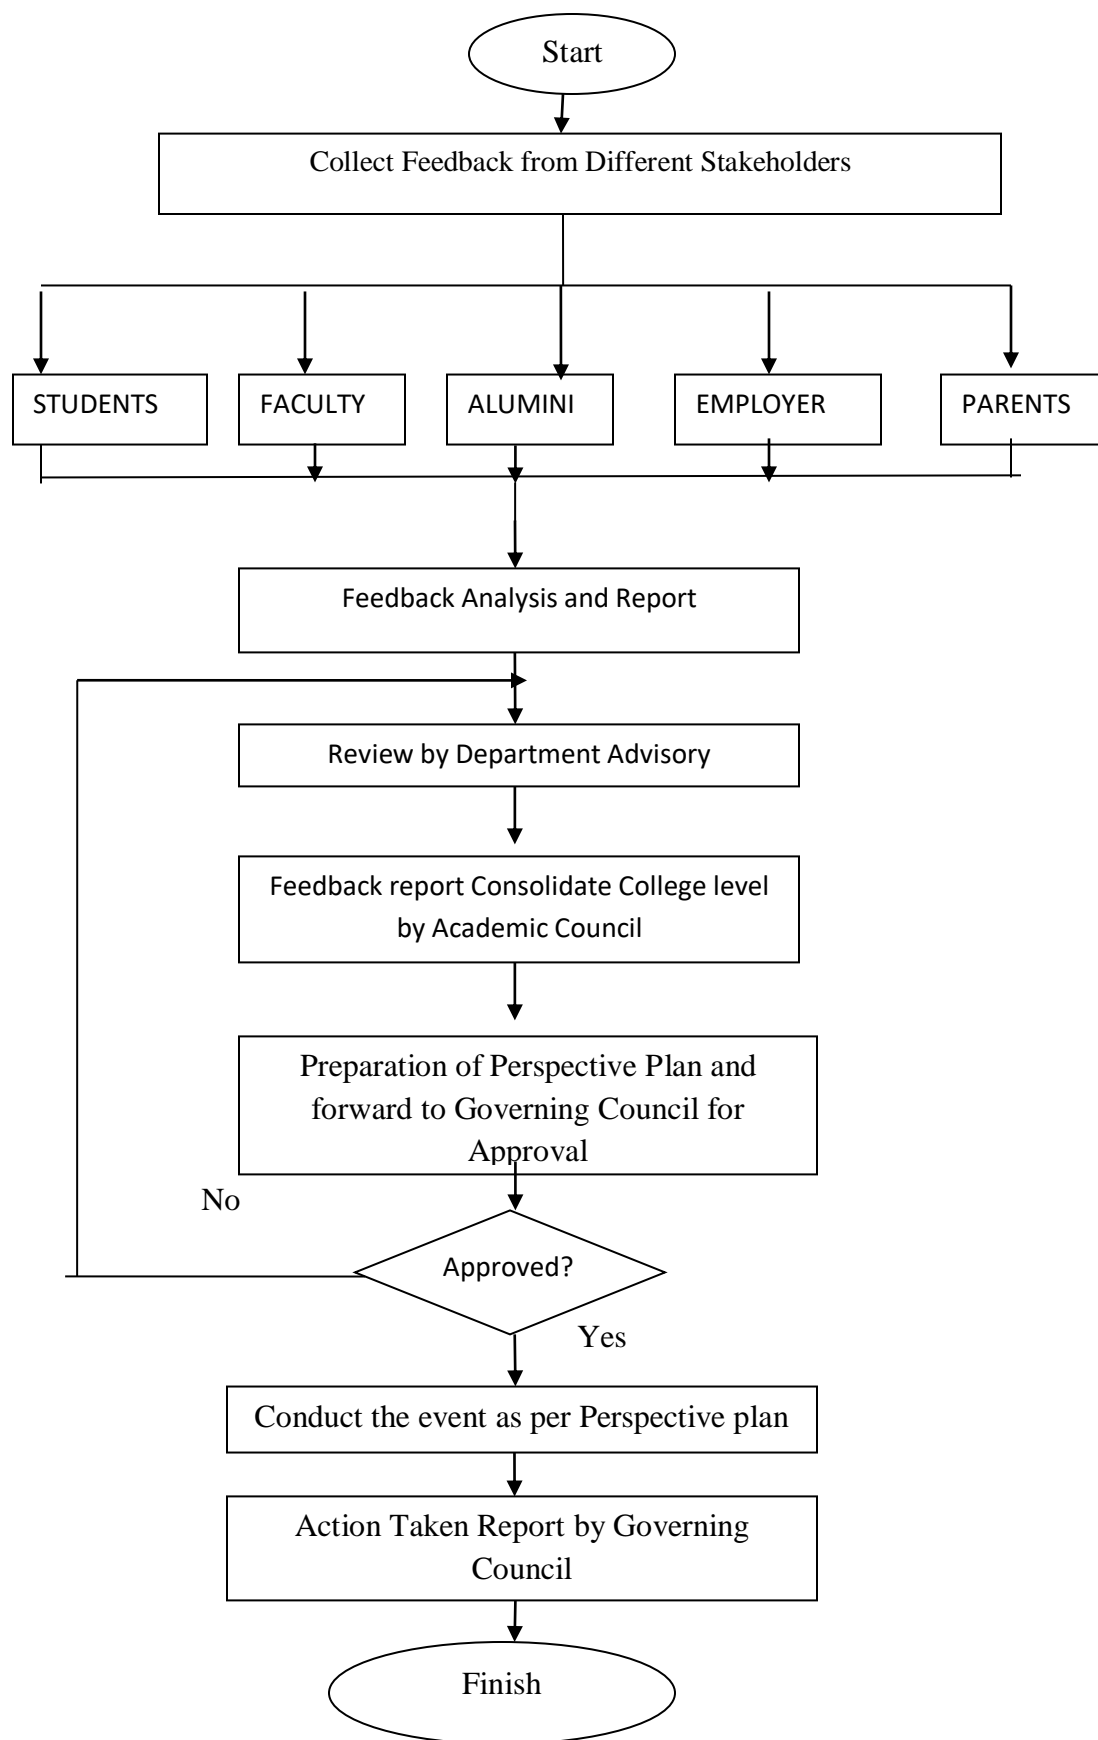 Start
Collect Feedback from Different Stakeholders
STUDENTS
FACULTY
ALUMINI
EMPLOYER
PARENTS
Feedback Analysis and Report
Review by Department Advisory
Feedback report Consolidate College level
by Academic Council
Preparation of Perspective Plan and
forward to Governing Council for
Approval
No
Approved?
Yes
Conduct the event as per Perspective plan
Action Taken Report by Governing
Council
Finish